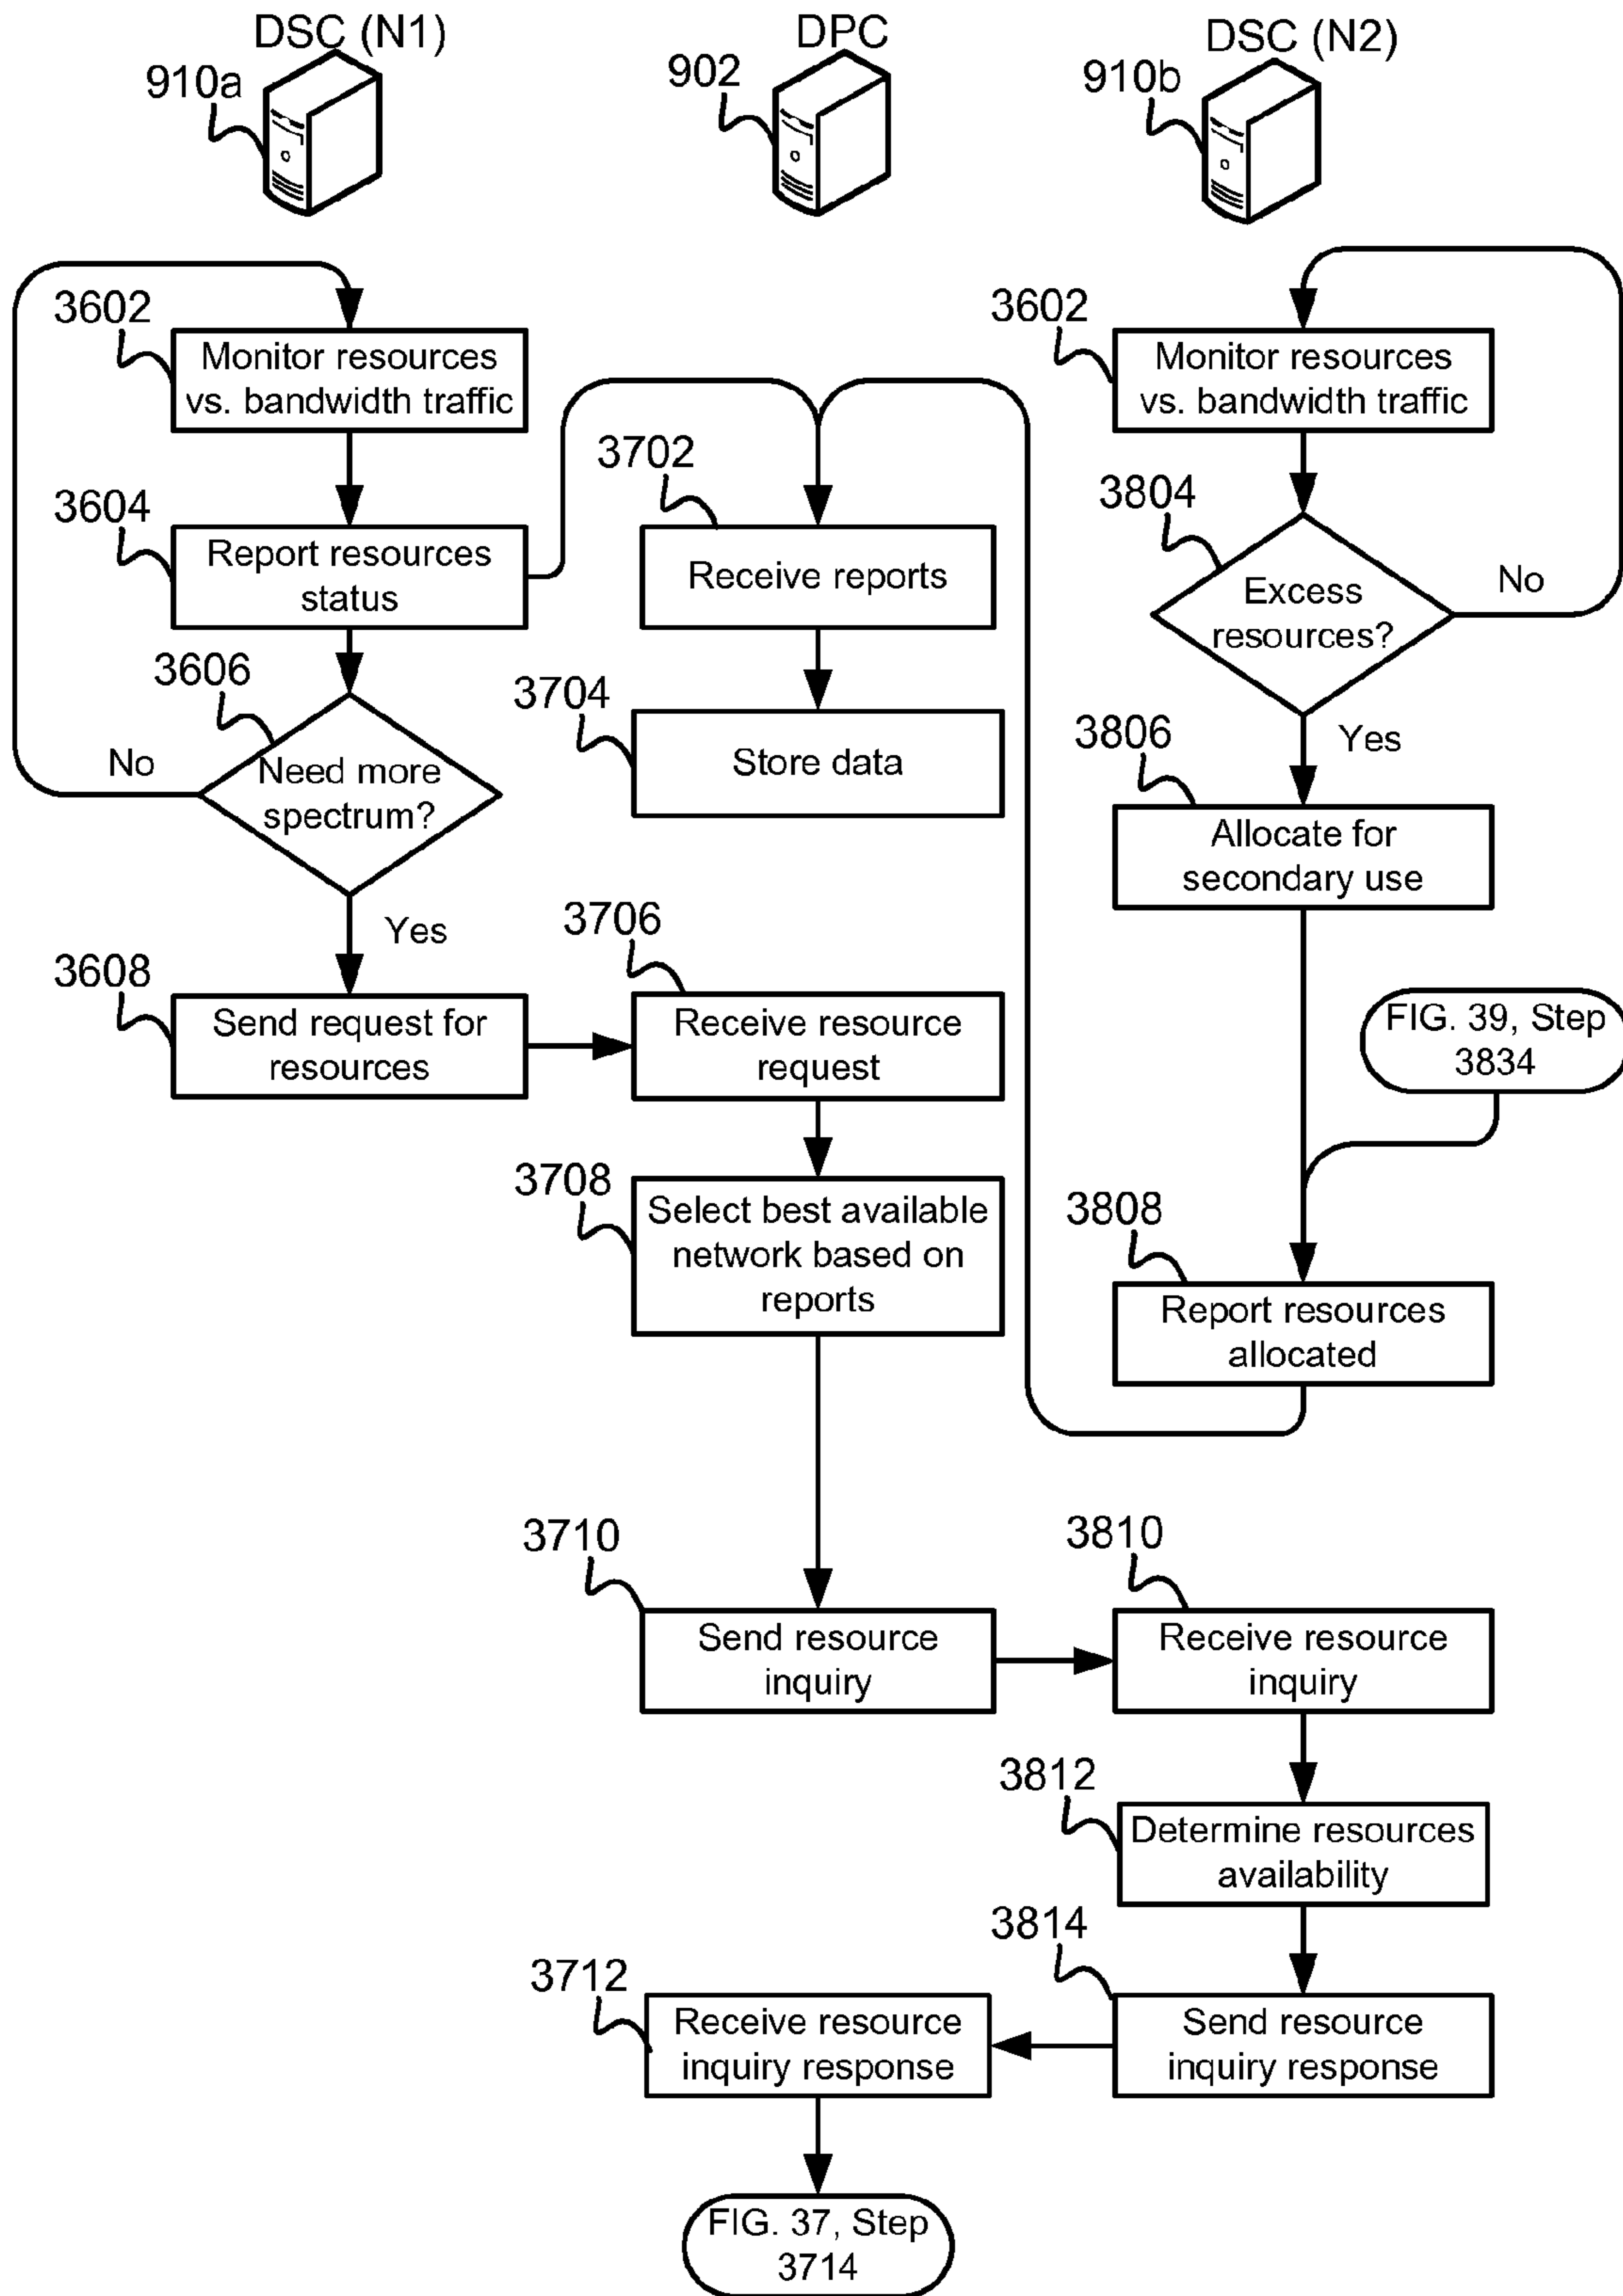 DSC (N1)
DPC
DSC (N2)
910a
902
910b
3602
Monitor resources
vs. bandwidth traffic
3602
Monitor resources
vs. bandwidth traffic
3604
Report resources
status
3702
Receive reports
3804
Excess
resources?
No
3606
Need more
spectrum?
No
3704
Store data
Yes
3806
Allocate for
secondary use
Yes
3608
Send request for
resources
3706
Receive resource
request
FIG. 39, Step
3834
3708
Select best available
network based on
reports
3808
Report resources
allocated
3710
Send resource
inquiry
3810
Receive resource
inquiry
3812
Determine resources
availability
3814
Send resource
inquiry response
3712
Receive resource
inquiry response
FIG. 37, Step
3714